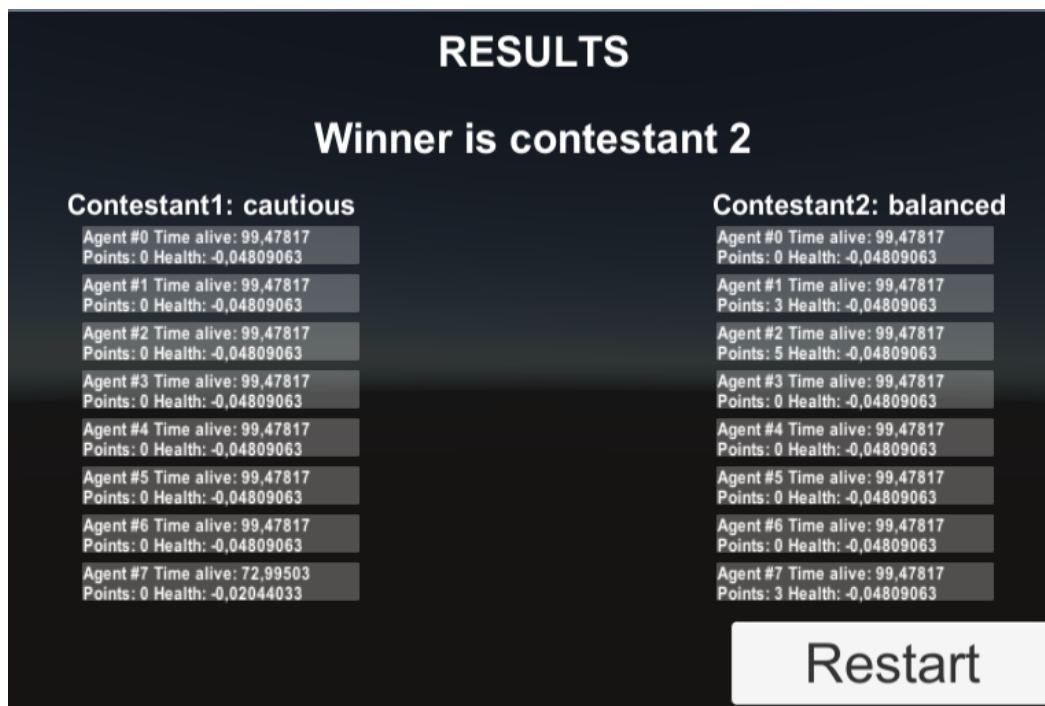 RESULTS
Winner is contestant 2
Contestant1: cautious
Agent #0 Time alive: 99,47817
Points: 0 Health: -0,04809063
Agent #1 Time alive: 99,47817
Points: 0 Health: -0,04809063
Agent #2 Time alive: 99,47817
Points: 0 Health: -0,04809063
Agent #3 Time alive: 99,47817
Points: 0 Health: -0,04809063
Agent #4 Time alive: 99,47817
Points: 0 Health: -0,04809063
Agent #5 Time alive: 99,47817
Points: 0 Health: -0,04809063
Agent #6 Time alive: 99,47817
Points: 0 Health: -0,04809063
Agent #7 Time alive: 72,99503
Points: 0 Health: -0,02044033
Contestant2: balanced
Agent #0 Time alive: 99,47817
Points: 0 Health: -0,04809063
Agent #1 Time alive: 99,47817
Points: 3 Health: -0,04809063
Agent #2 Time alive: 99,47817
Points: 5 Health: -0,04809063
Agent #3 Time alive: 99,47817
Points: 0 Health: -0,04809063
Agent #4 Time alive: 99,47817
Points: 0 Health: -0,04809063
Agent #5 Time alive: 99,47817
Points: 0 Health: -0,04809063
Agent #6 Time alive: 99,47817
Points: 0 Health: -0,04809063
Agent #7 Time alive: 99,47817
Points: 3 Health: -0,04809063
Restart